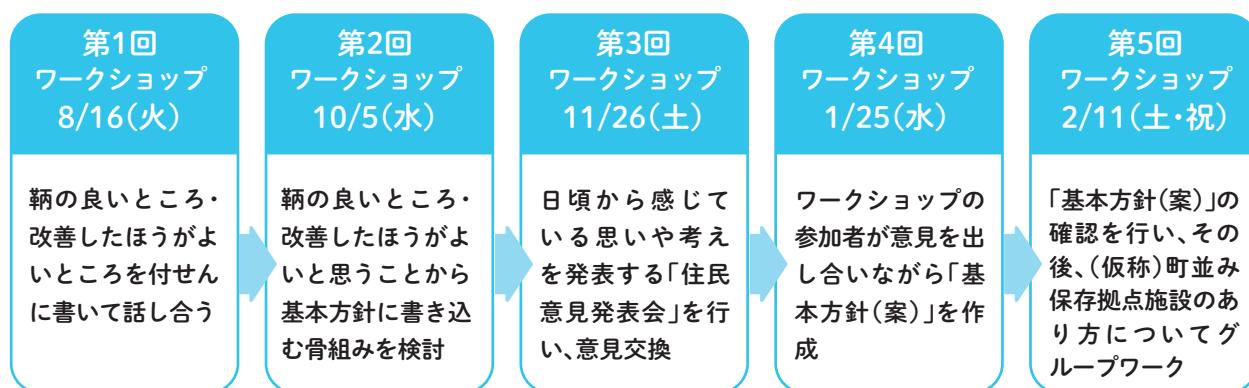 第1回
ワークショップ
8/16(火)
鞆の良いところ・
改善したほうがよ
いところを付せん
に書いて話し合う
第2回
ワークショップ
10/5(水)
鞆の良いところ・
改善したほうがよ
いと思うことから
基本方針に書き込
む骨組みを検討
第3回
ワークショップ
11/26(土)
日頃から感じて
いる思いや考え
を発表する「住民
意見発表会」を行
い、意見交換
第4回
ワークショップ
1/25(水)
ワークショップの
参加者が意見を出
し合いながら「基
本方針(案)」を作
成
第5回
ワークショップ
2/11(土・祝)
「基本方針(案)」の
確認を行い、その
後、(仮称)町並み
保存拠点施設のあ
り方についてグ
ループワーク